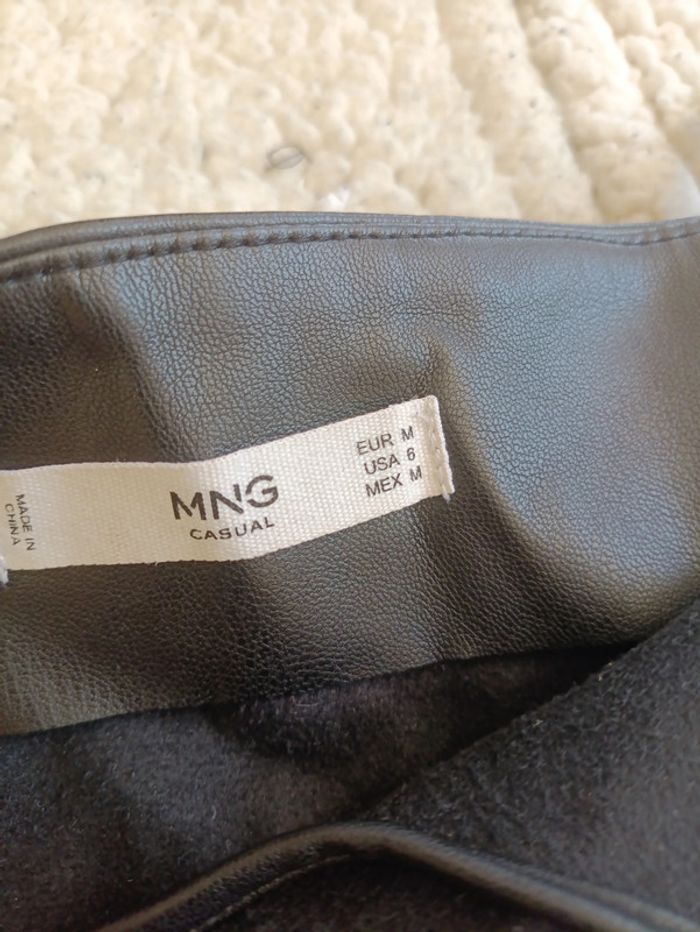 MADE IN
CHINA
MNG
CASUAL
EUR M
USA 6
MEX M